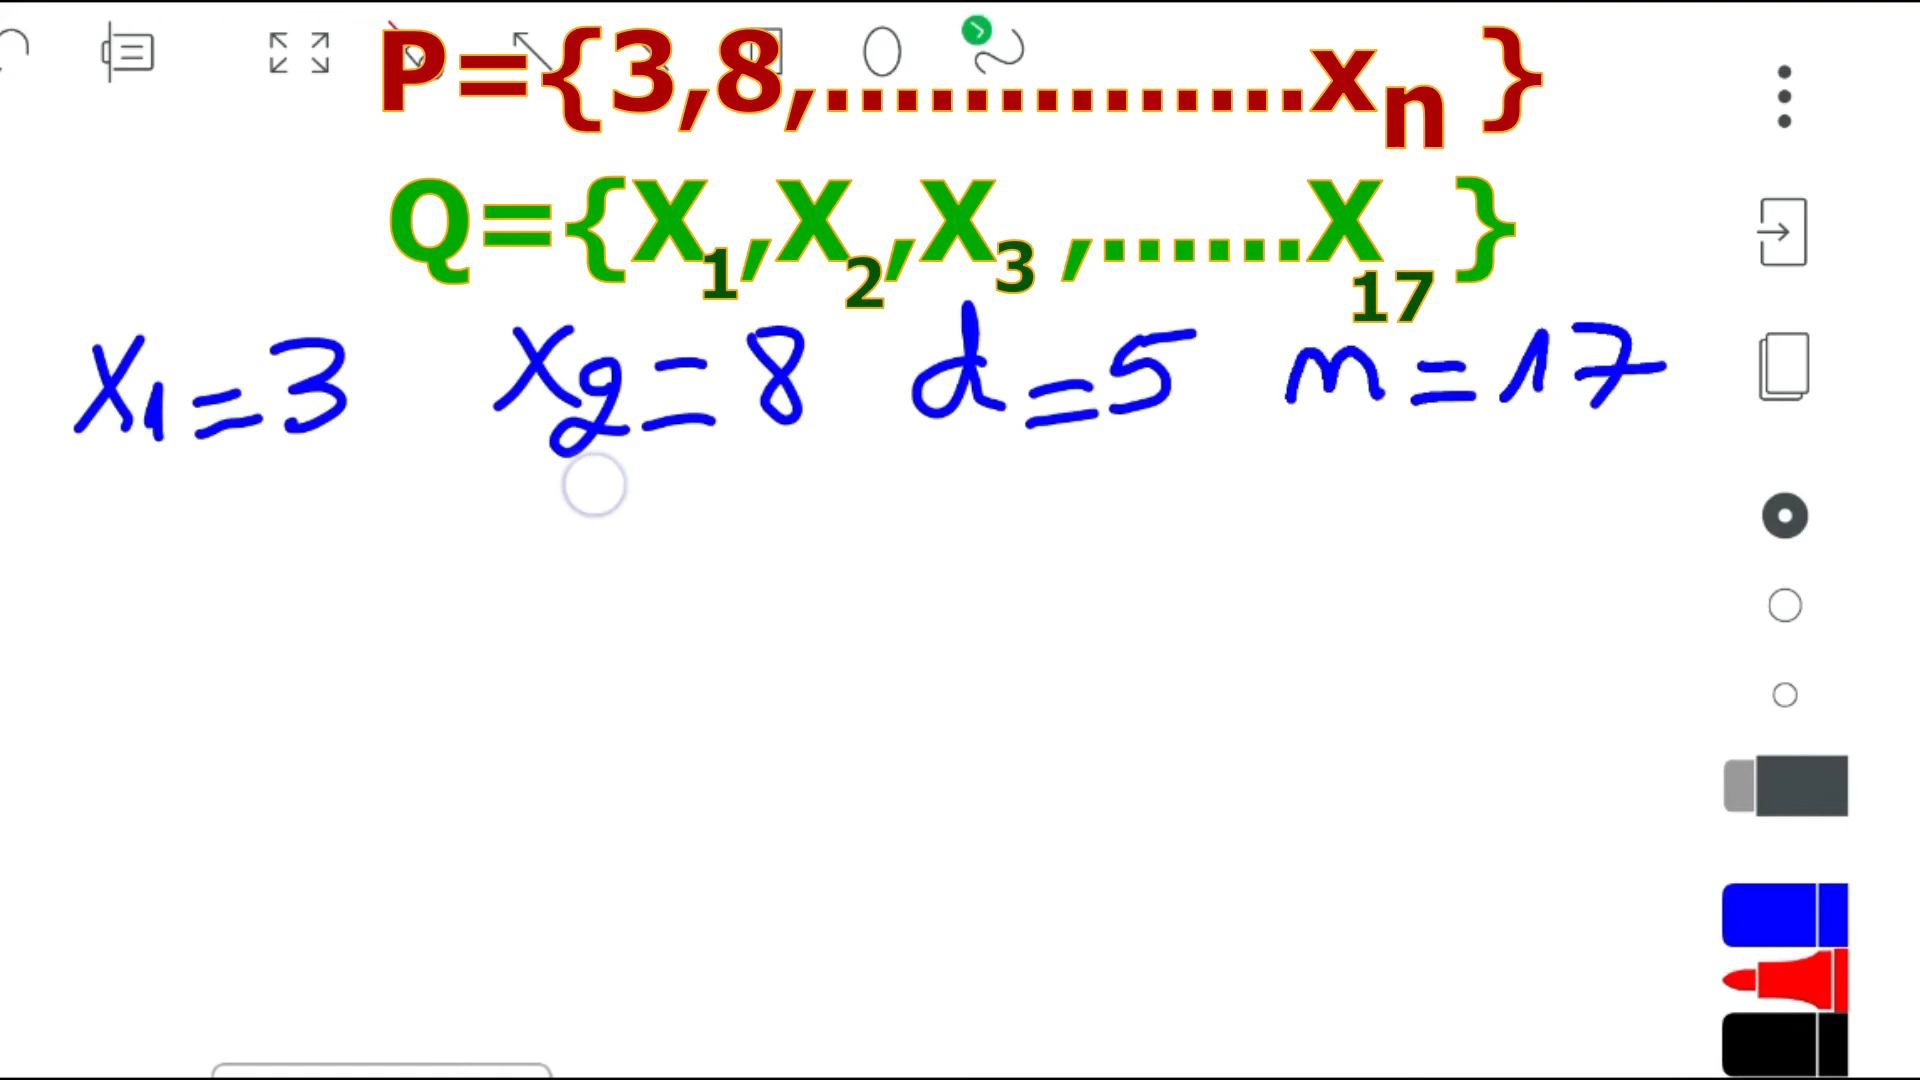 P={3,8,...............xn }
Q={X1,X2,X3 ,......X17 }
X1=3 X2=8 d=5 n=17